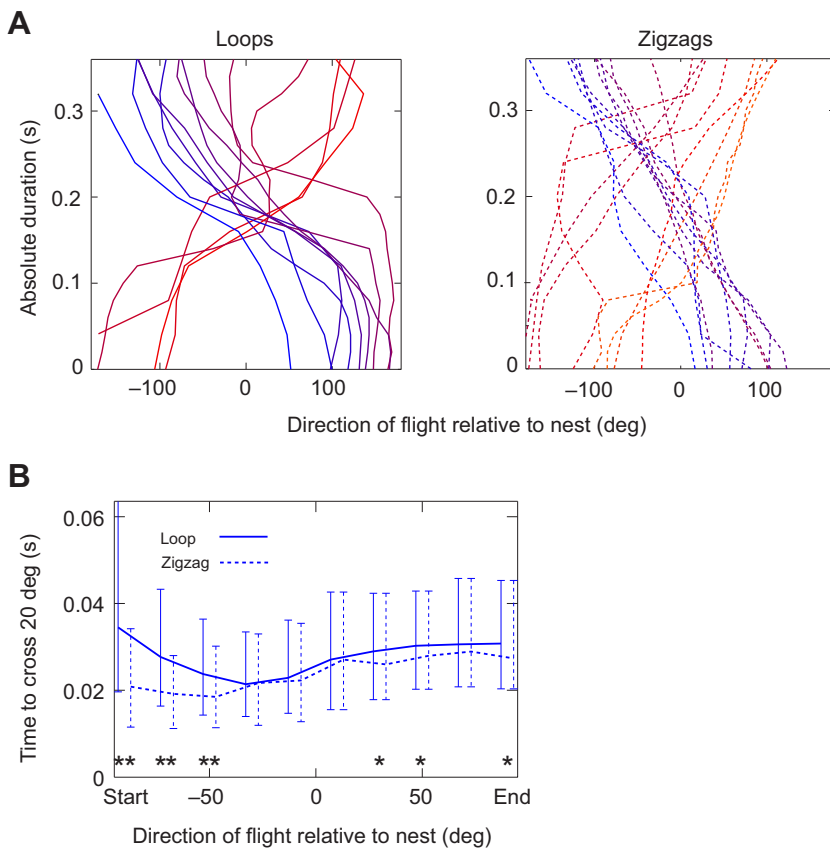 A
Loops
Zigzags
Absolute duration (s)
0.3
0.2
0.1
0
–100
0
100
0.3
0.2
0.1
0
–100
0
100
Direction of flight relative to nest (deg)
B
Time to cross 20 deg (s)
0.06
0.04
0.02
0
Loop
Zigzag
** ** ** * * *
Start –50 0 50 End
Direction of flight relative to nest (deg)